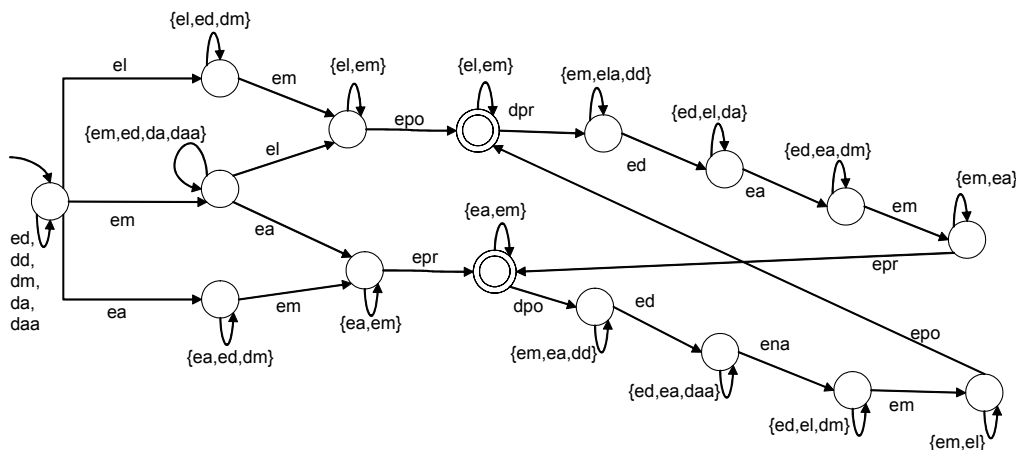 {el,ed,dm}
el
em
{el,em}
{el,em}
dpr
{em,ela,dd}
{em,ed,da,daa}
el
epo
ed
{ed,el,da}
ea
{ed,ea,dm}
em
{em,ea}
em
ea
{ea,em}
epr
epr
ed,
dd,
dm,
da,
daa
ea
em
{ea,em}
dpo
ed
{ea,ed,dm}
{em,ea,dd}
ena
epo
{ed,ea,daa}
em
{ed,el,dm}
{em,el}